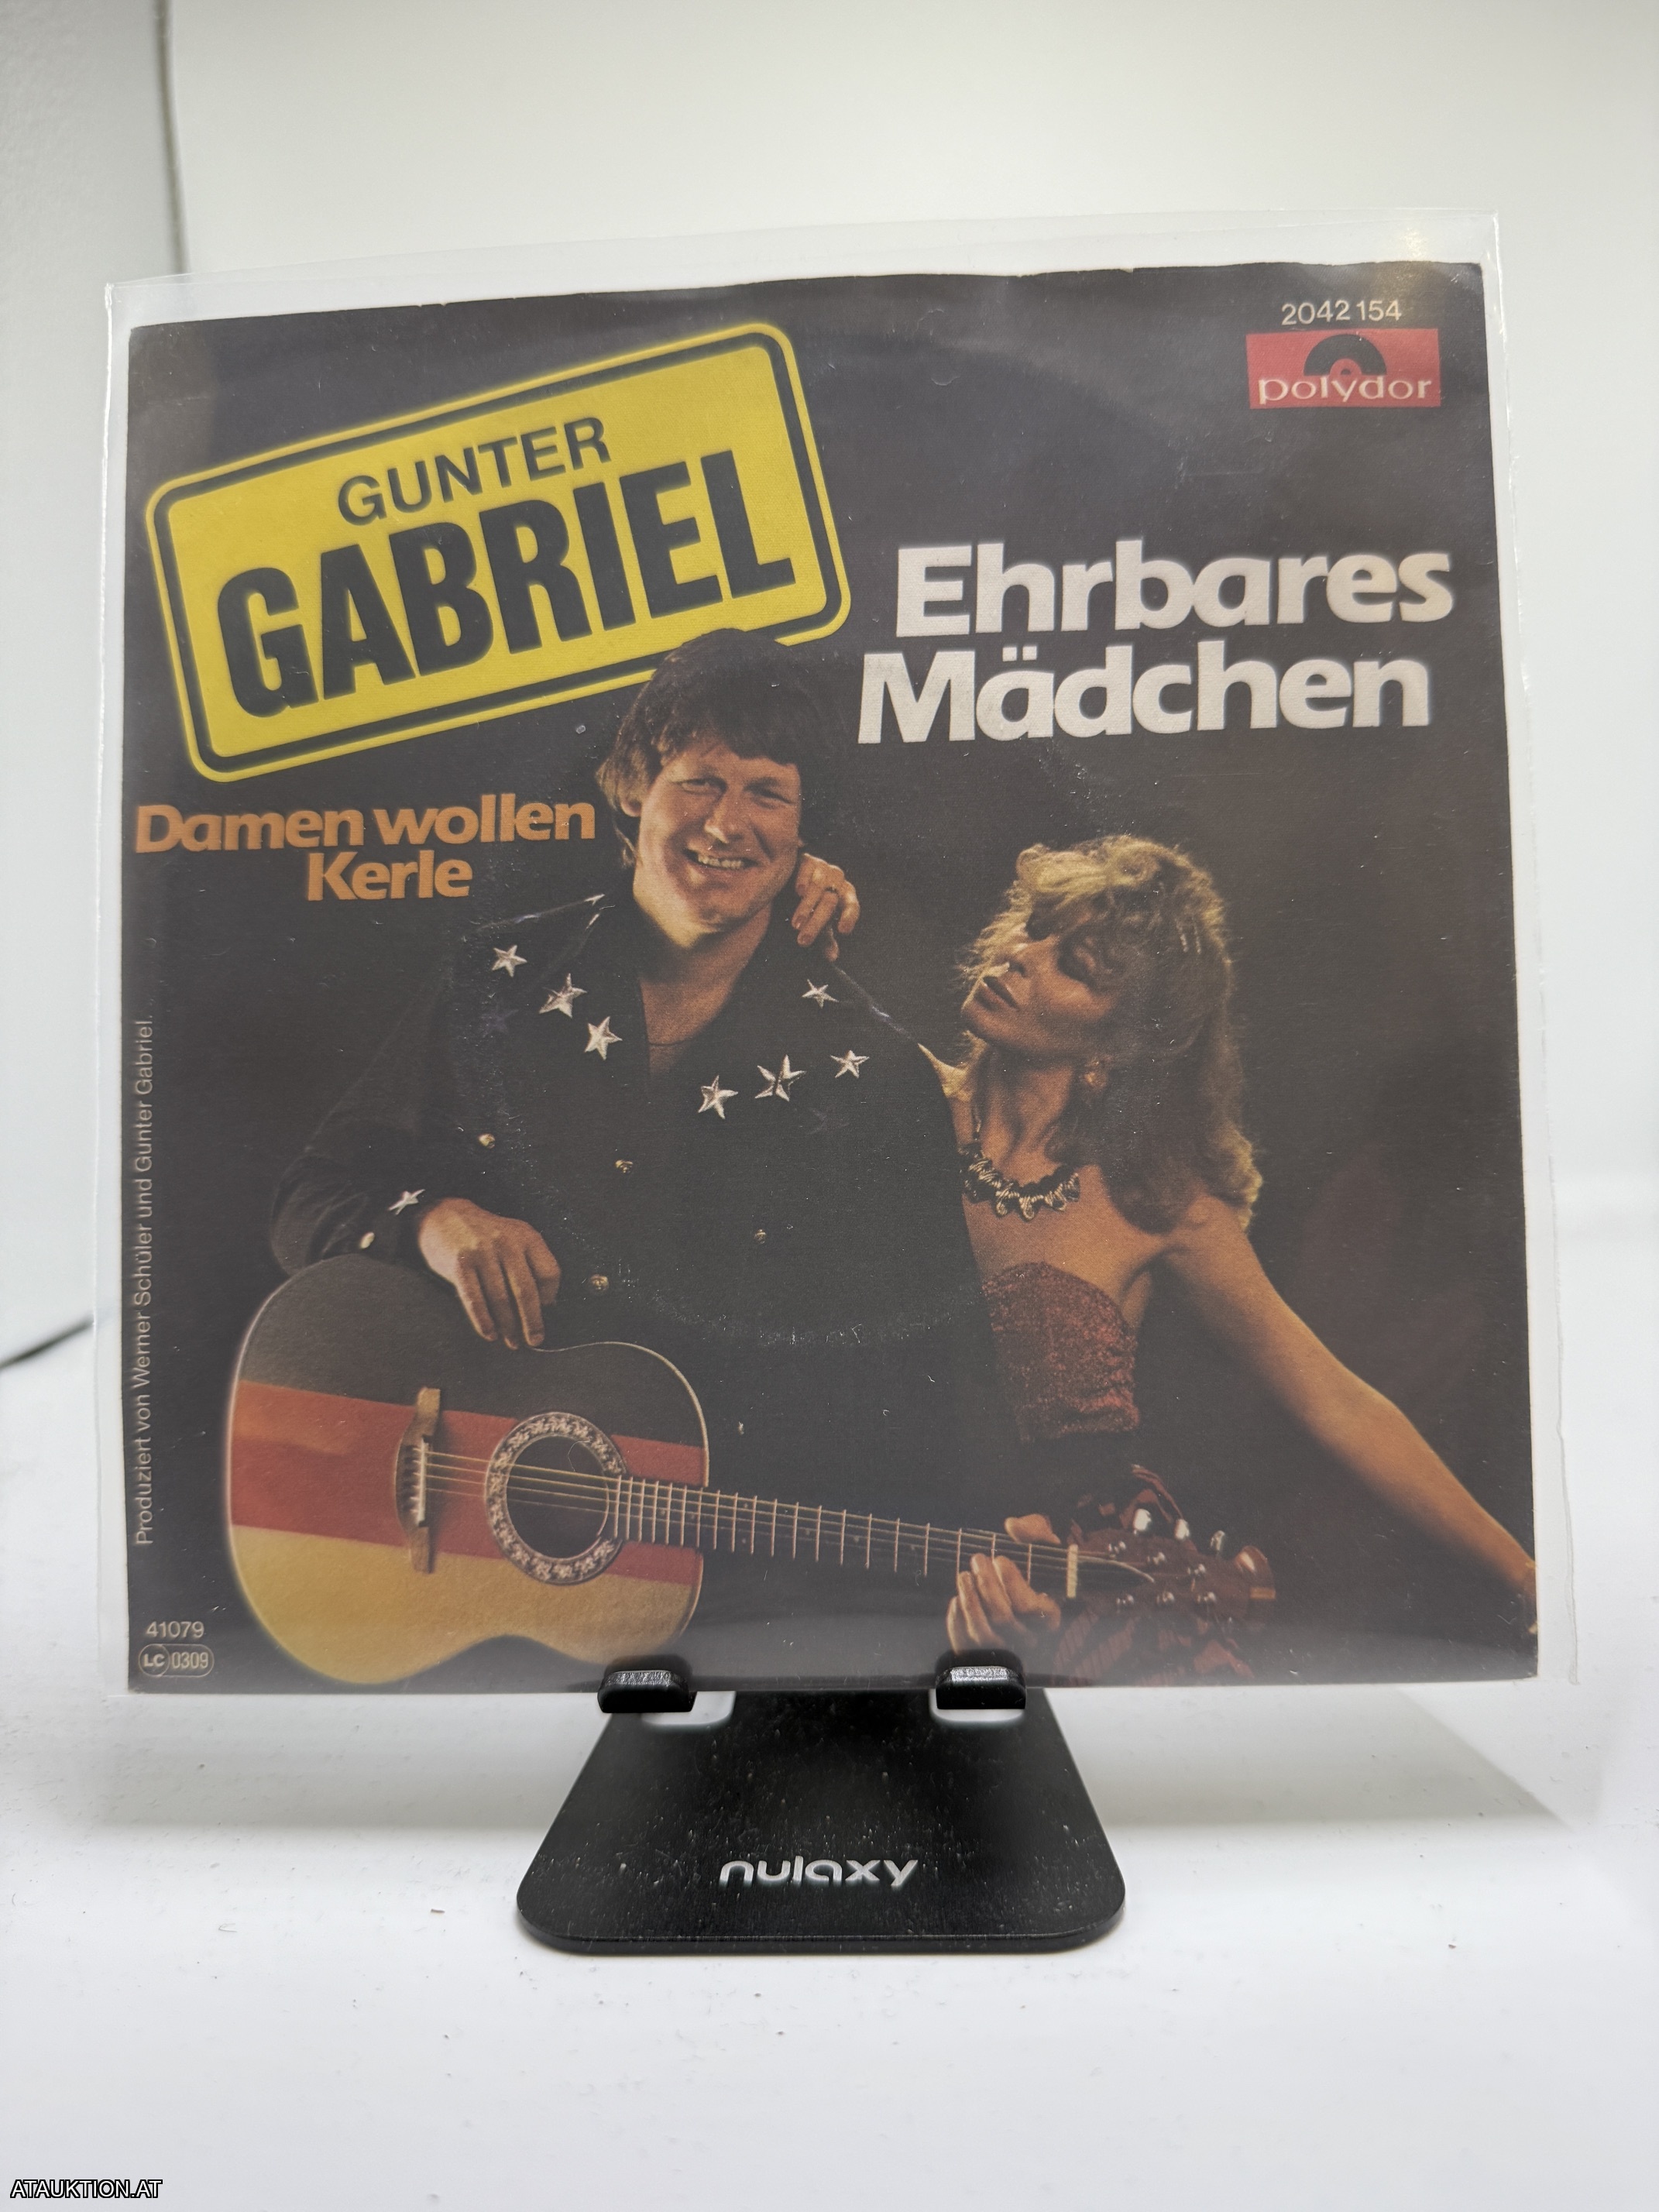 2042 154
polydor
GUNTER
GABRIEL
Ehrbares
Mädchen
Damen wollen
Kerle
Produziert von Werner Schüler und Gunter Gabriel.
41079
LC 0309
nulaxy
ATAUKTION.AT